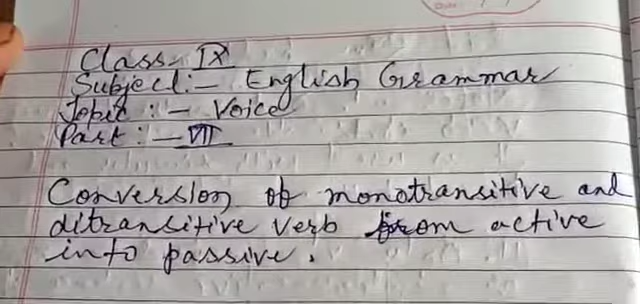 Class- IX
Subject:- English Grammar
Topic :- Voice
Part :- VII
Conversion of monotransitive and
ditransitive verb from active
into passive.